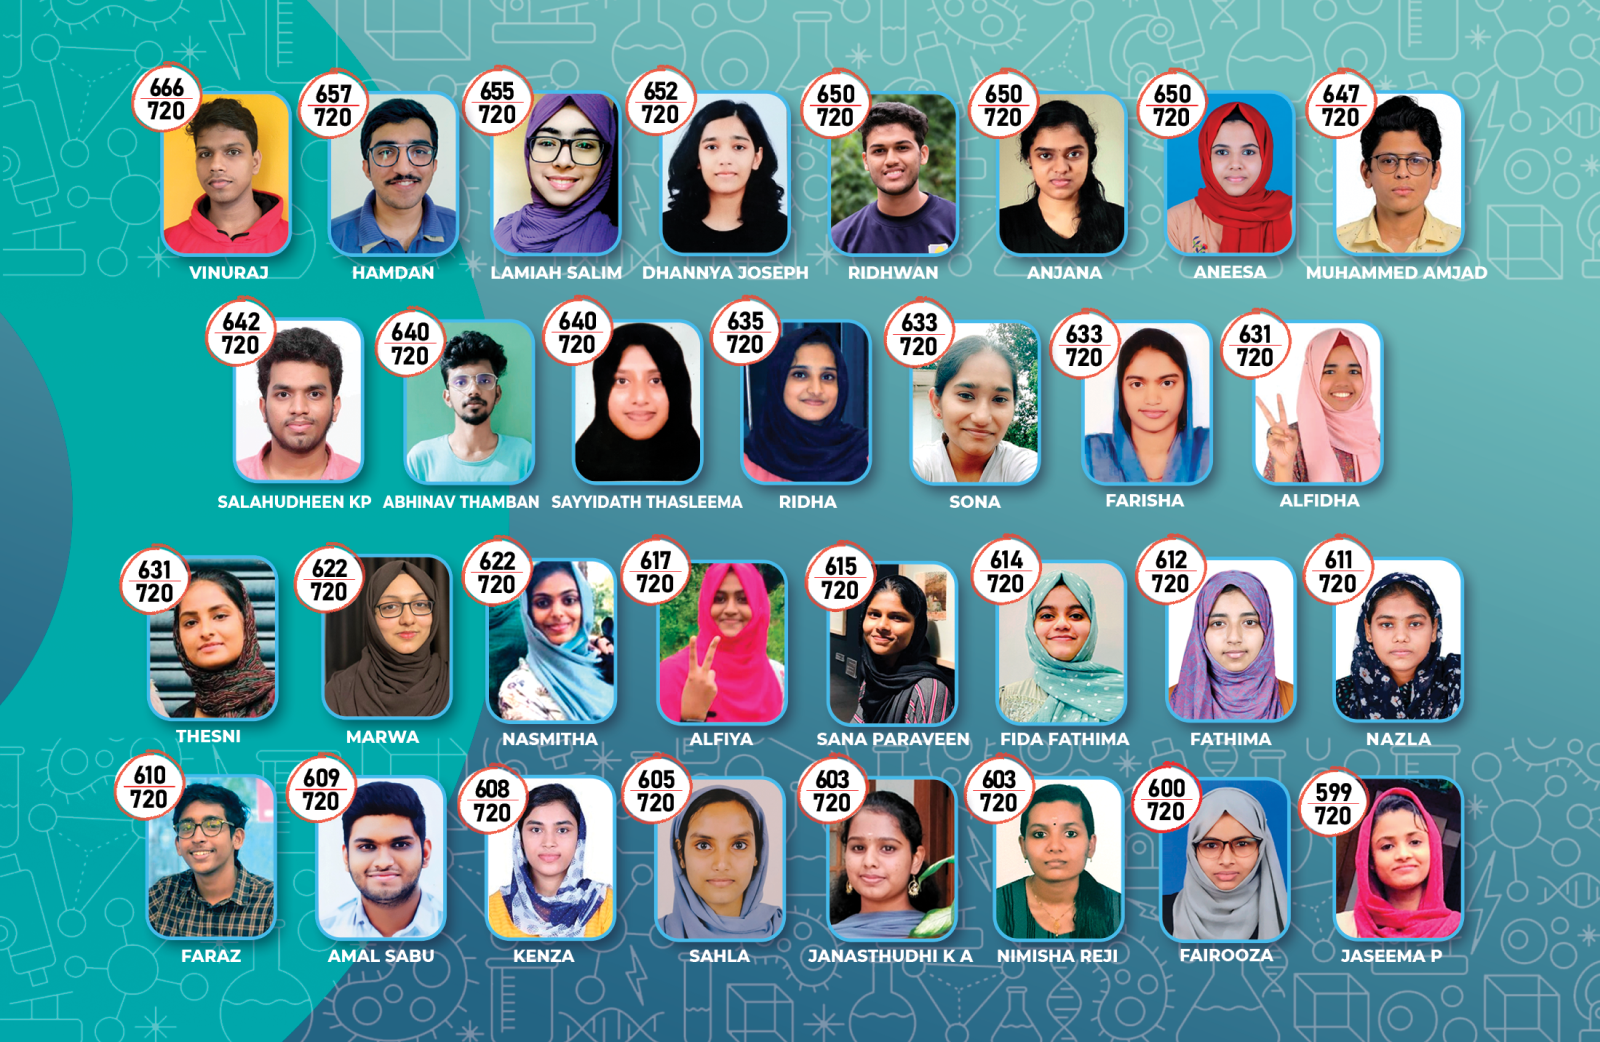 666
720
657
720
655
720
652
720
650
720
650
720
650
720
647
720
VINURAJ
HAMDAN
LAMIAH SALIM
DHANNYA JOSEPH
RIDHWAN
ANJANA
ANEESA
MUHAMMED AMJAD
642
720
640
720
640
720
635
720
633
720
633
720
631
720
SALAHUDHEEN KP
ABHINAV THAMBAN
SAYYIDATH THASLEEMA
RIDHA
SONA
FARISHA
ALFIDHA
631
720
622
720
622
720
617
720
615
720
614
720
612
720
611
720
THESNI
MARWA
NASMITHA
ALFIYA
SANA PARAVEEN
FIDA FATHIMA
FATHIMA
NAZLA
610
720
609
720
608
720
605
720
603
720
603
720
600
720
599
720
FARAZ
AMAL SABU
KENZA
SAHLA
JANASTHUDHI K A
NIMISHA REJI
FAIROOZA
JASEEMA P